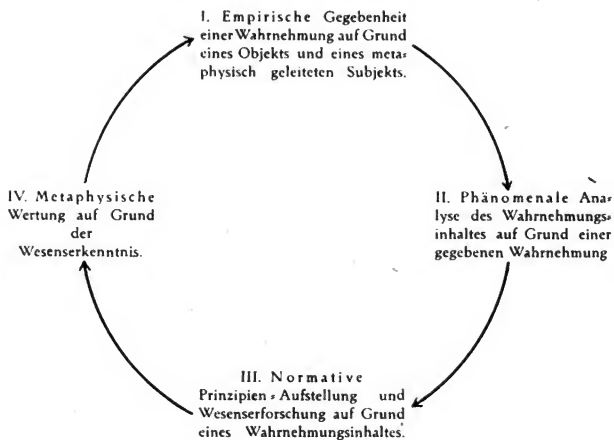 I. Empirische Gegebenheit
einer Wahrnehmung auf Grund
eines Objekts und eines meta=
physisch geleiteten Subjekts.
II. Phänomenale Ana=
lyse des Wahrnehmungs=
inhaltes auf Grund einer
gegebenen Wahrnehmung
III. Normative
Prinzipien=Aufstellung und
Wesenserforschung auf Grund
eines Wahrnehmungsinhaltes.
IV. Metaphysische
Wertung auf Grund
der
Wesenserkenntnis.